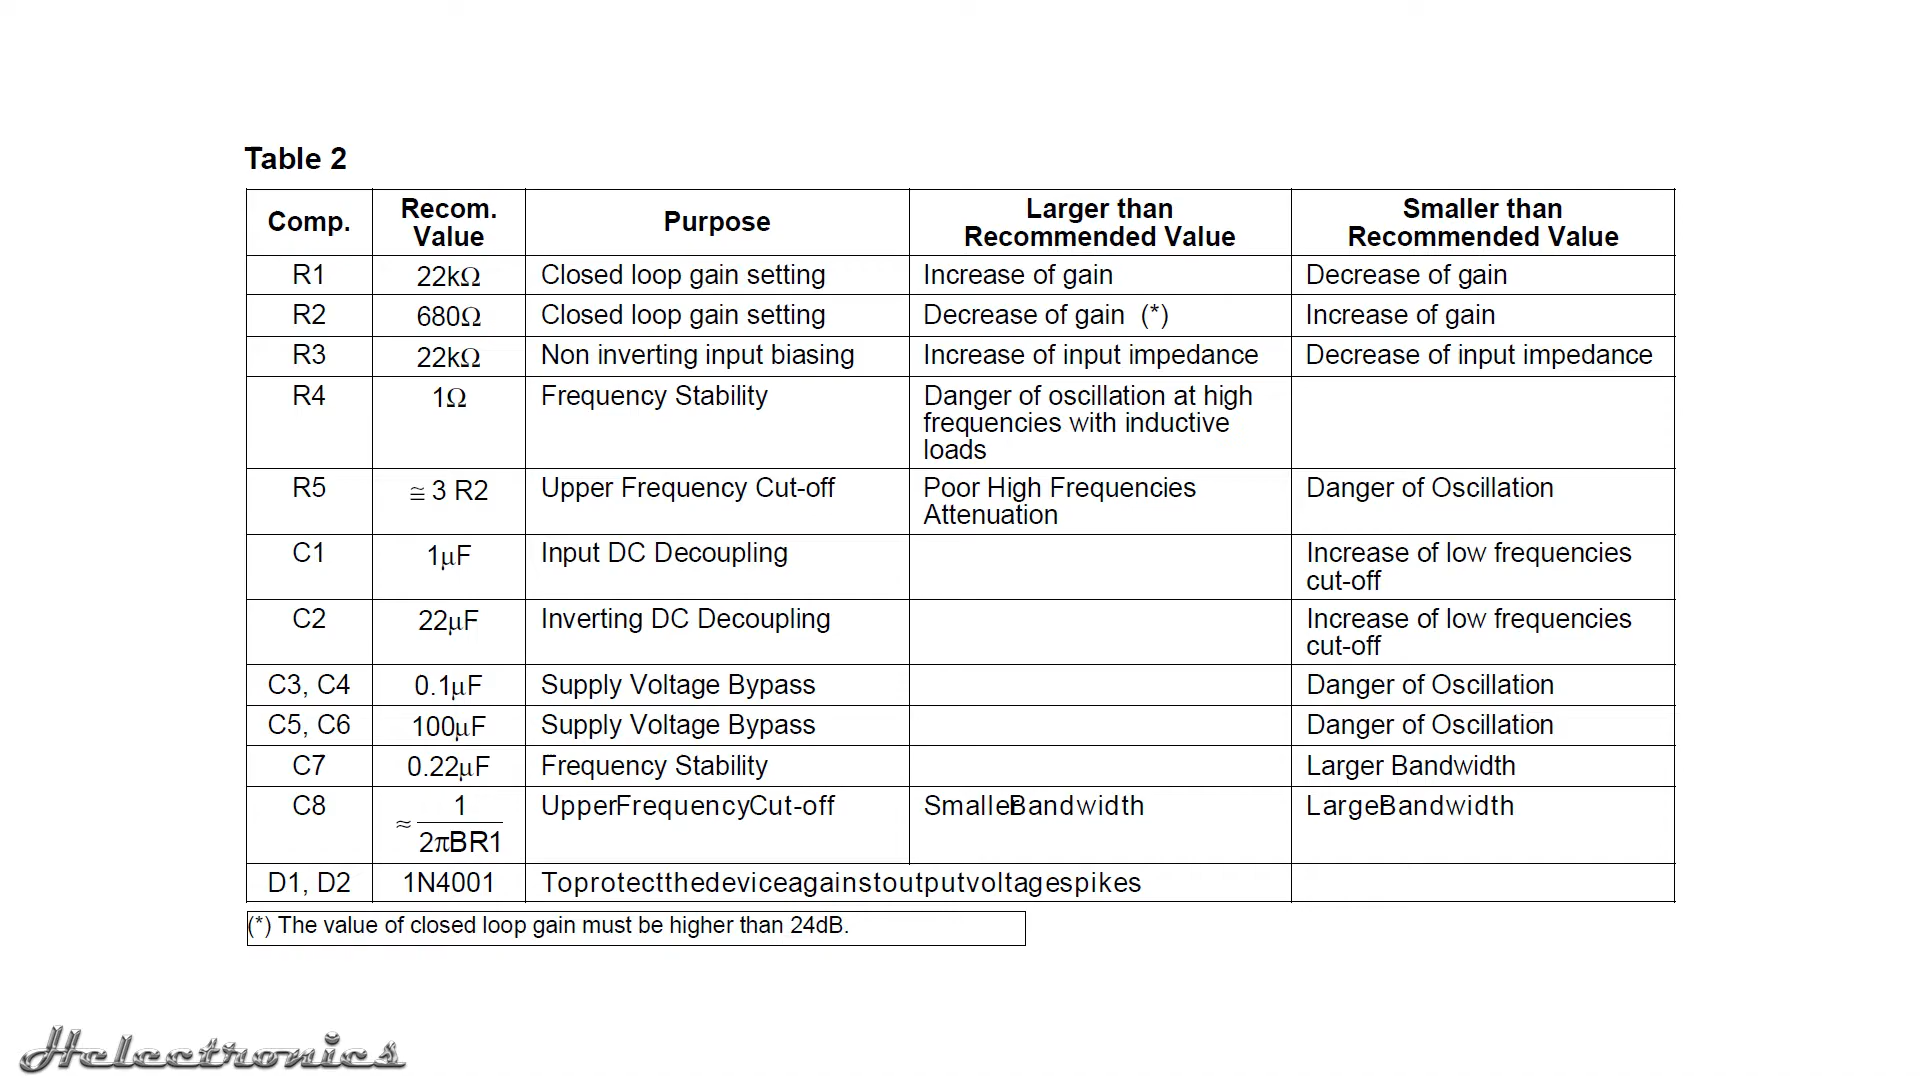 Table 2
Comp.
Recom.
Value
Purpose
Larger than
Recommended Value
Smaller than
Recommended Value
R1
22kΩ
Closed loop gain setting
Increase of gain
Decrease of gain
R2
680Ω
Closed loop gain setting
Decrease of gain (*)
Increase of gain
R3
22kΩ
Non inverting input biasing
Increase of input impedance
Decrease of input impedance
R4
1Ω
Frequency Stability
Danger of oscillation at high
frequencies with inductive
loads
R5
≅ 3 R2
Upper Frequency Cut-off
Poor High Frequencies
Attenuation
Danger of Oscillation
C1
1μF
Input DC Decoupling
Increase of low frequencies
cut-off
C2
22μF
Inverting DC Decoupling
Increase of low frequencies
cut-off
C3, C4
0.1μF
Supply Voltage Bypass
Danger of Oscillation
C5, C6
100μF
Supply Voltage Bypass
Danger of Oscillation
C7
0.22μF
Frequency Stability
Larger Bandwidth
C8
≈ 1
2πBR1
UpperFrequencyCut-off
SmallerBandwidth
LargerBandwidth
D1, D2
1N4001
Toprotectthedeviceagainstoutputvoltagespikes
(*) The value of closed loop gain must be higher than 24dB.
Helectronics